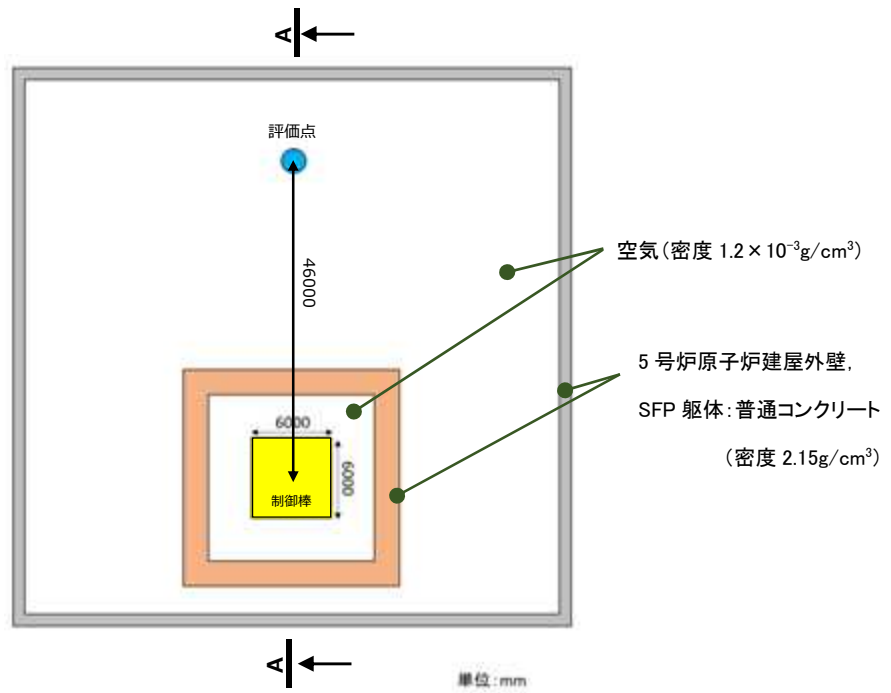 A
評価点
46000
空気(密度 1.2×10⁻³g/cm³)
5 号炉原子炉建屋外壁,
SFP 躯体:普通コンクリート
(密度 2.15g/cm³)
6000
6000
制御棒
A
単位:mm